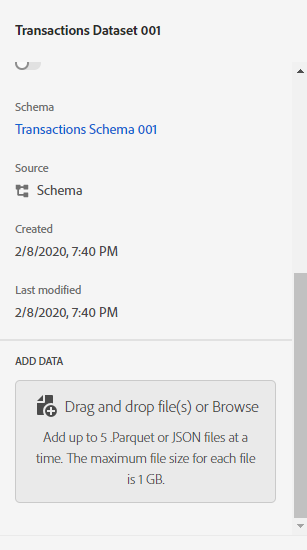 Transactions Dataset 001
Schema
Transactions Schema 001
Source
Schema
Created
2/8/2020, 7:40 PM
Last modified
2/8/2020, 7:40 PM
ADD DATA
Drag and drop file(s) or Browse
Add up to 5 .Parquet or JSON files at a
time. The maximum file size for each file
is 1 GB.